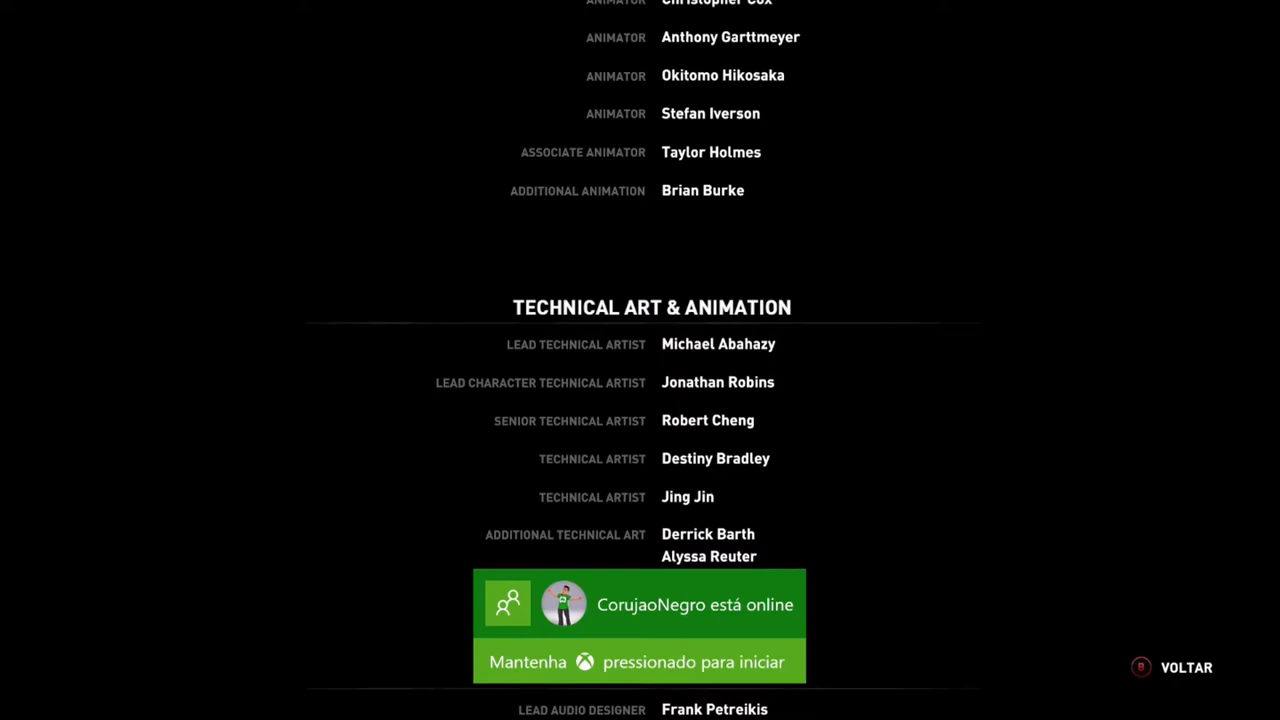 ANIMATOR Christopher Cox
ANIMATOR Anthony Garttmeyer
ANIMATOR Okitomo Hikosaka
ANIMATOR Stefan Iverson
ASSOCIATE ANIMATOR Taylor Holmes
ADDITIONAL ANIMATION Brian Burke
TECHNICAL ART & ANIMATION
LEAD TECHNICAL ARTIST Michael Abahazy
LEAD CHARACTER TECHNICAL ARTIST Jonathan Robins
SENIOR TECHNICAL ARTIST Robert Cheng
TECHNICAL ARTIST Destiny Bradley
TECHNICAL ARTIST Jing Jin
ADDITIONAL TECHNICAL ART Derrick Barth
Alyssa Reuter
CorujaoNegro está online
Mantenha pressionado para iniciar
B VOLTAR
LEAD AUDIO DESIGNER Frank Petreikis